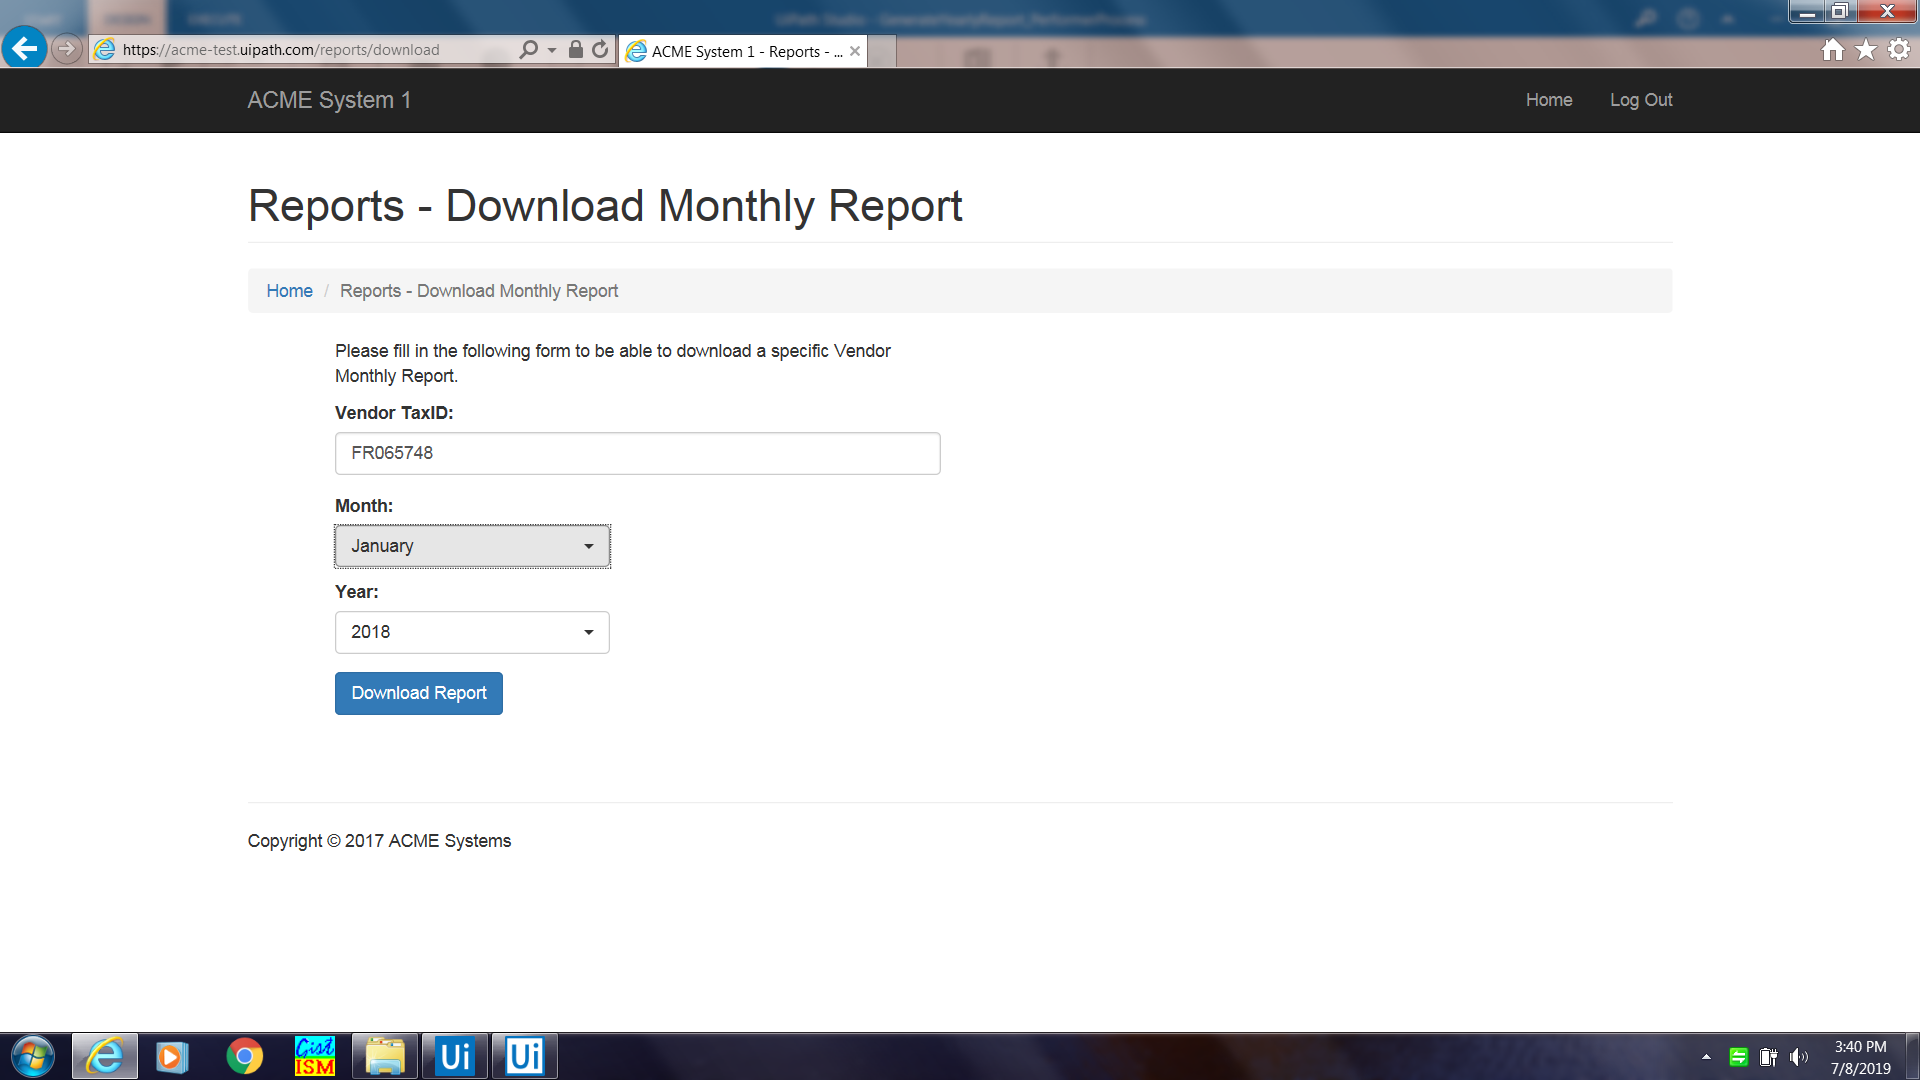 https://acme-test.uipath.com/reports/download
ACME System 1 - Reports - ...
ACME System 1
Home
Log Out
Reports - Download Monthly Report
Home / Reports - Download Monthly Report
Please fill in the following form to be able to download a specific Vendor
Monthly Report.
Vendor TaxID:
FR065748
Month:
January
Year:
2018
Download Report
Copyright © 2017 ACME Systems
Gist
ISM
Ui
Ui
3:40 PM
7/8/2019